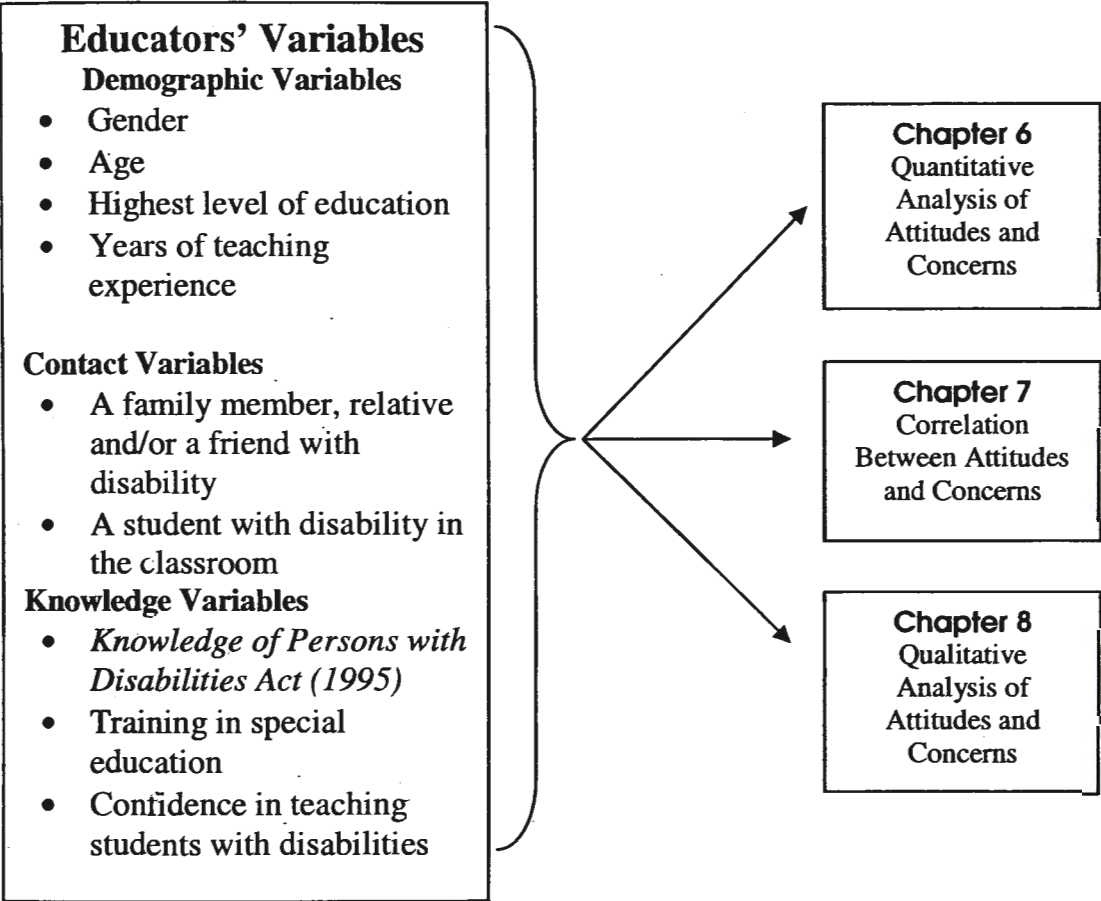 Educators' Variables
Demographic Variables
• Gender
• Age
• Highest level of education
• Years of teaching
experience
Contact Variables
• A family member, relative
and/or a friend with
disability
• A student with disability in
the classroom
Knowledge Variables
• Knowledge of Persons with
Disabilities Act (1995)
• Training in special
education
• Confidence in teaching
students with disabilities
Chapter 6
Quantitative
Analysis of
Attitudes and
Concerns
Chapter 7
Correlation
Between Attitudes
and Concerns
Chapter 8
Qualitative
Analysis of
Attitudes and
Concerns